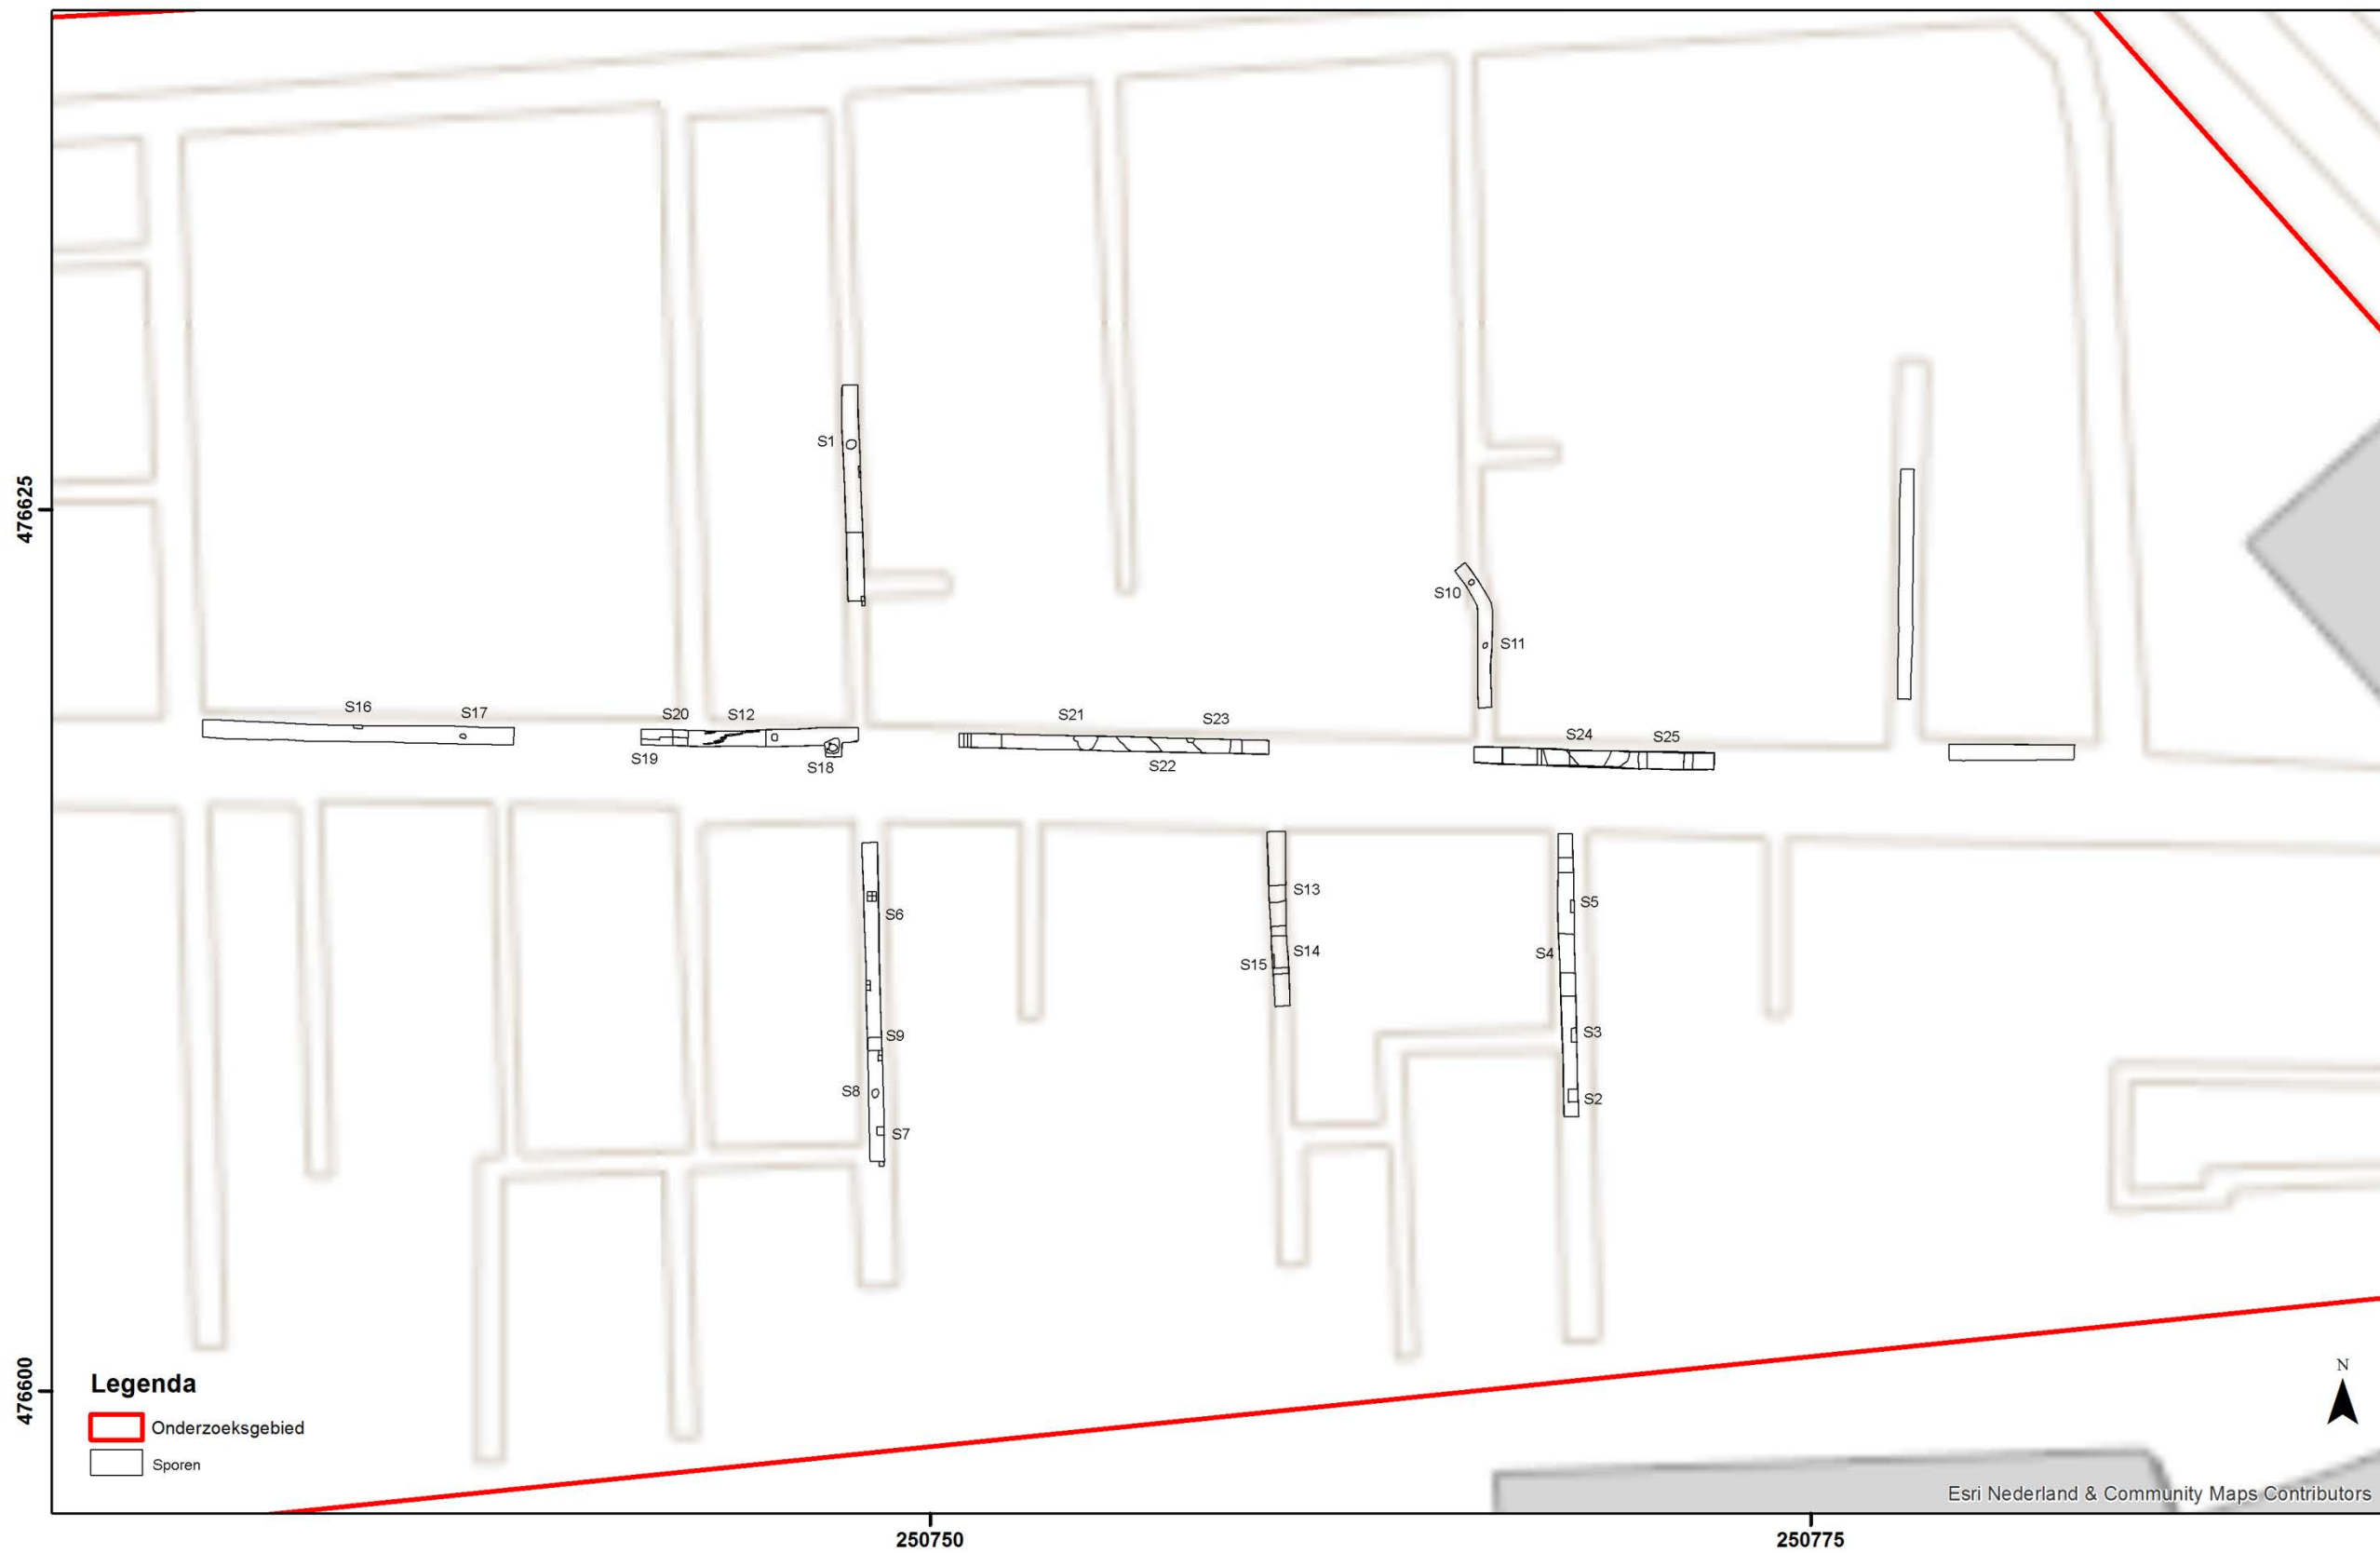 S1
476625
S10
S11
S16
S17
S20
S12
S21
S23
S24
S25
S19
S18
S22
S13
S5
S6
S14
S4
S15
S3
S9
S8
S2
S7
N
476600
Legenda
Onderzoeksgebied
Sporen
Esri Nederland & Community Maps Contributors
250750
250775